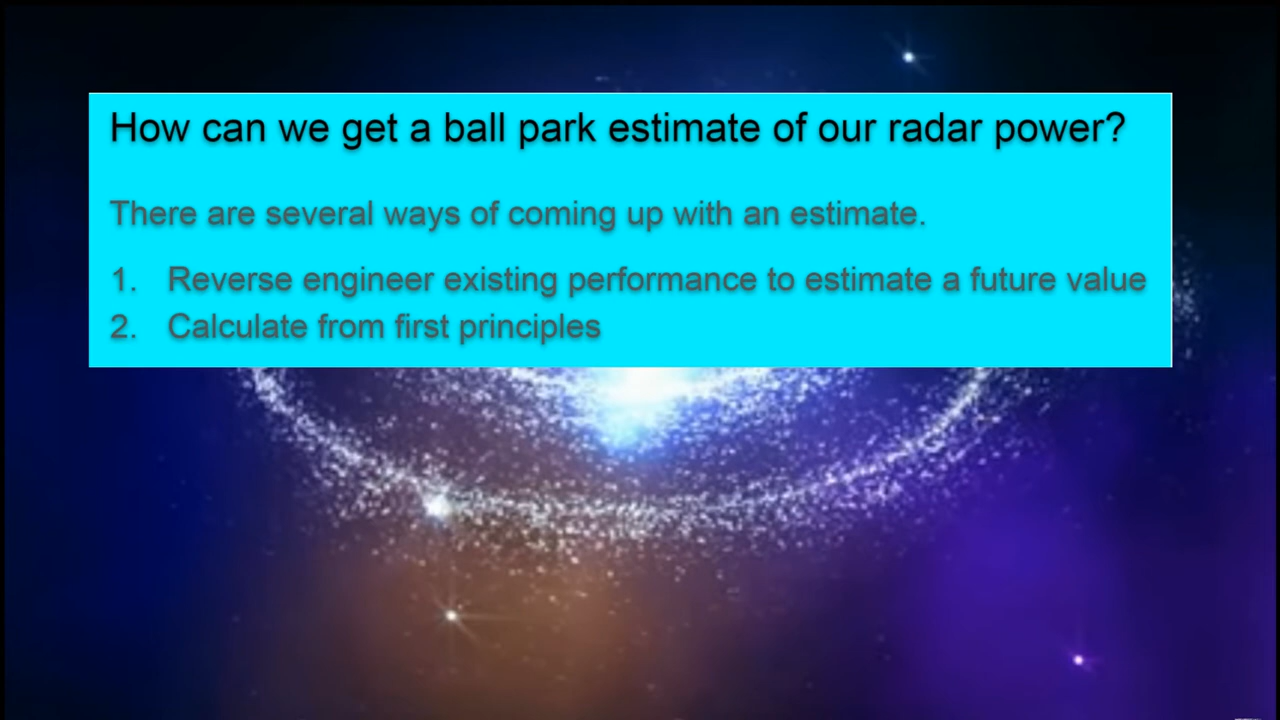 How can we get a ball park estimate of our radar power?
There are several ways of coming up with an estimate.
1. Reverse engineer existing performance to estimate a future value
2. Calculate from first principles